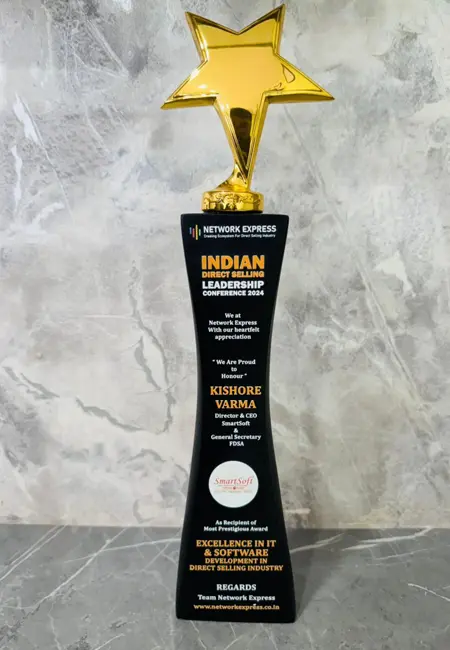 NETWORK EXPRESS
Creating Ecosystem For Direct Selling Industry
INDIAN
DIRECT SELLING
LEADERSHIP
CONFERENCE 2024
We at
Network Express
With our heartfelt
appreciation
" We Are Proud
to
Honour "
KISHORE
VARMA
Director & CEO
SmartSoft
&
General Secretary
FDSA
SmartSoft
As Recipient of
Most Prestigious Award
EXCELLENCE IN IT
& SOFTWARE
DEVELOPMENT IN
DIRECT SELLING INDUSTRY
REGARDS
Team Network Express
www.networkexpress.co.in